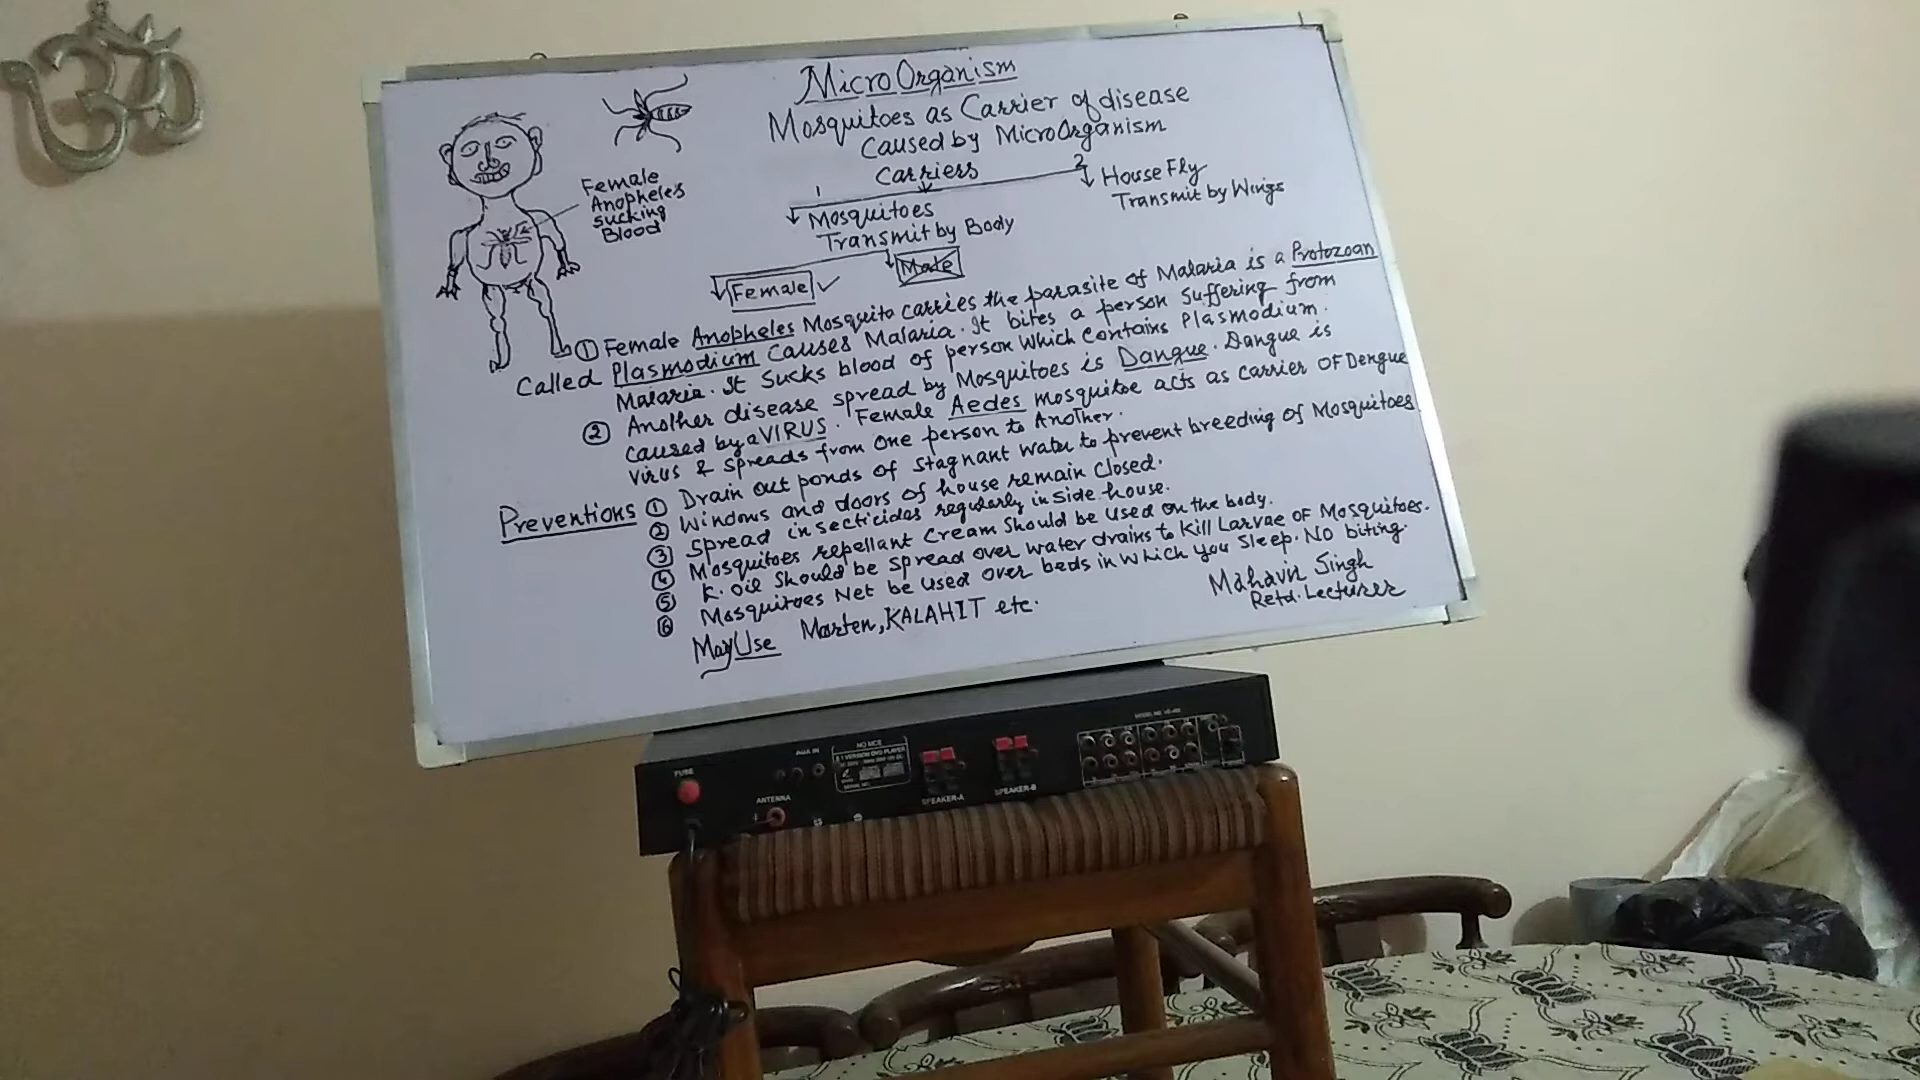 MicroOrganism
Mosquitoes as Carrier of disease
Caused by MicroOrganism
Carriers
1
2
House Fly
Transmit by Wings
Mosquitoes
Transmit by Body
Female
Male
Female
Anopheles
sucking
Blood
① Female Anopheles Mosquito carries the parasite of Malaria is a Protozoan
Called Plasmodium causes Malaria. It bites a person suffering from
Malaria. It sucks blood of person which contains Plasmodium.
② Another disease spread by Mosquitoes is Dangue. Dangue is
caused by a VIRUS. Female Aedes mosquitoe acts as carrier OF Dengue
virus & spreads from one person to Another.
Preventions ① Drain out ponds of stagnant water to prevent breeding of Mosquitoes
② Windows and doors of house remain closed.
③ Spread insecticides regularly in side house.
④ Mosquitoes repellant Cream should be used on the body.
⑤ K. oil should be spread over water drains to Kill Larvae OF Mosquitoes.
⑥ Mosquitoes Net be used over beds in which you sleep. No biting.
May Use Morten, KALAHIT etc.
Mahavir Singh
Retd. Lecturer
FUSE
ANTENNA
AUX IN
SPEAKER-A
SPEAKER-B